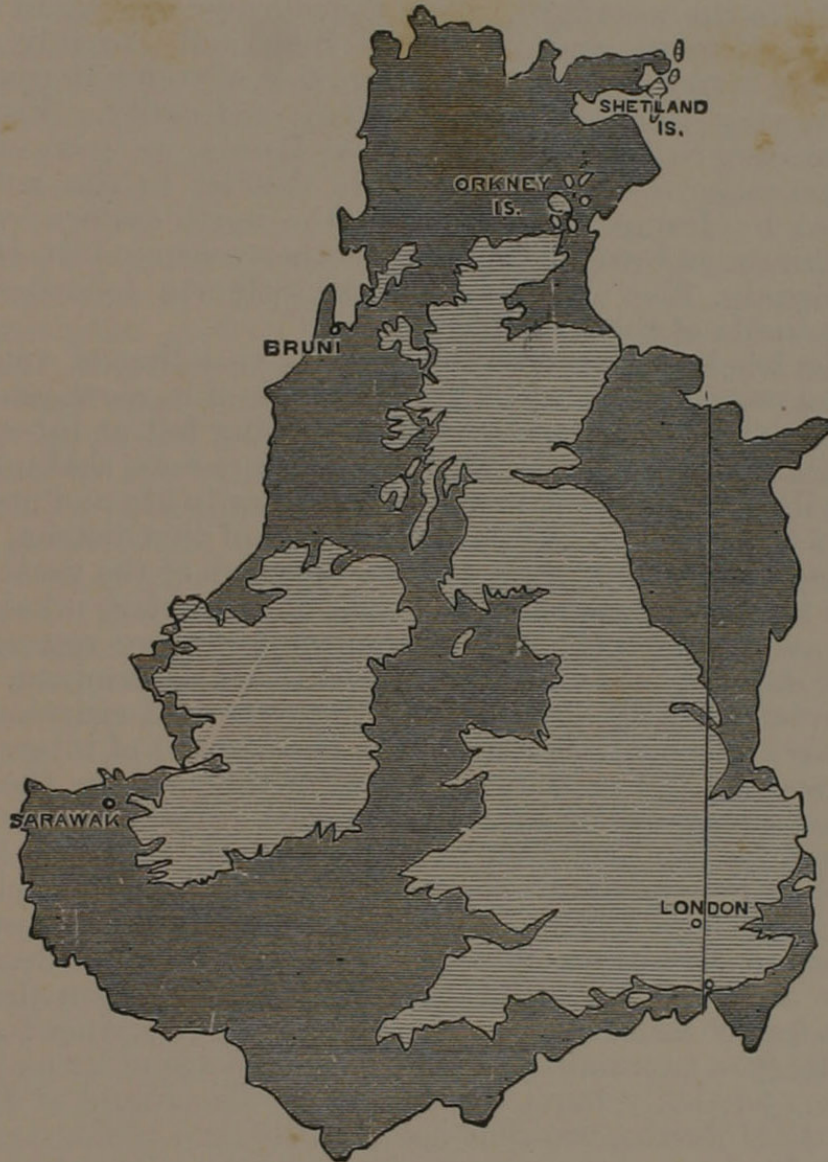 SHETLAND
IS.
ORKNEY
IS.
BRUNI
SARAWAK
LONDON